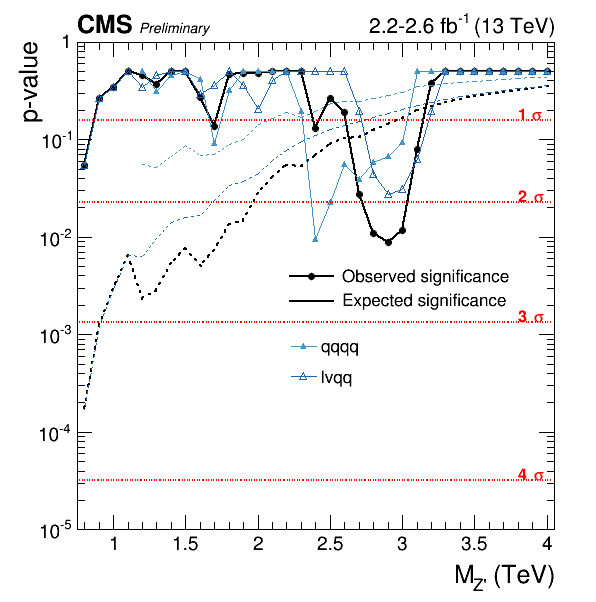 CMS Preliminary 2.2-2.6 fb⁻¹ (13 TeV)
p-value
1
10⁻¹
10⁻²
10⁻³
10⁻⁴
10⁻⁵
1 σ
2 σ
3 σ
4 σ
Observed significance
Expected significance
qqqq
lvqq
1 1.5 2 2.5 3 3.5 4
M_Z' (TeV)